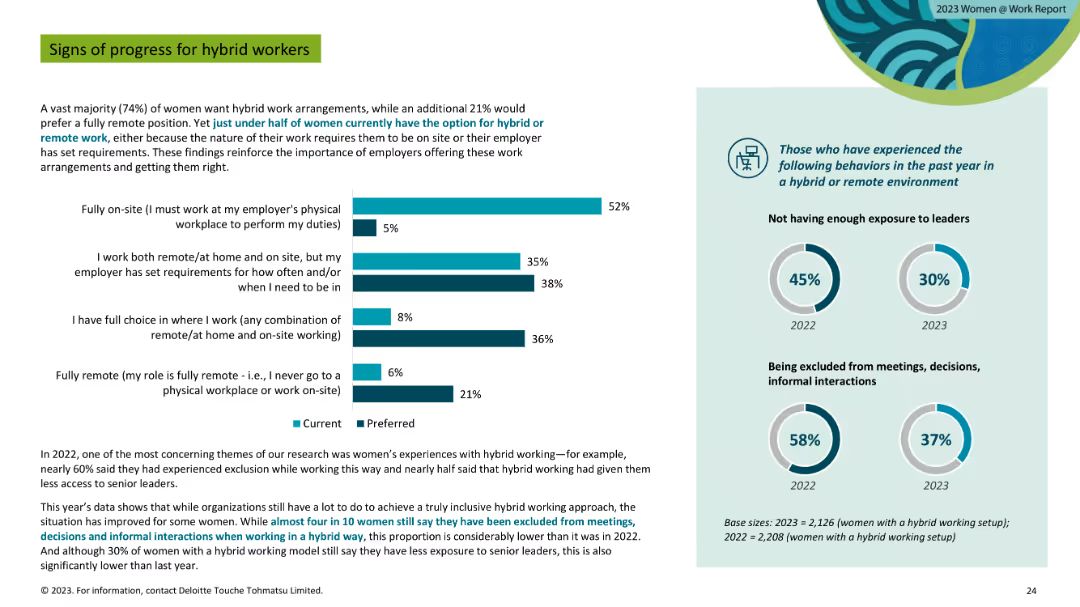 2023 Women @ Work Report
Signs of progress for hybrid workers
A vast majority (74%) of women want hybrid work arrangements, while an additional 21% would
prefer a fully remote position. Yet just under half of women currently have the option for hybrid or
remote work, either because the nature of their work requires them to be on site or their employer
has set requirements. These findings reinforce the importance of employers offering these work
arrangements and getting them right.
Fully on-site (I must work at my employer's physical
workplace to perform my duties)
52%
5%
I work both remote/at home and on site, but my
employer has set requirements for how often and/or
when I need to be in
35%
38%
I have full choice in where I work (any combination of
remote/at home and on-site working)
8%
36%
Fully remote (my role is fully remote - i.e., I never go to a
physical workplace or work on-site)
6%
21%
Current Preferred
In 2022, one of the most concerning themes of our research was women's experiences with hybrid working—for example,
nearly 60% said they had experienced exclusion while working this way and nearly half said that hybrid working had given them
less access to senior leaders.
This year's data shows that while organizations still have a lot to do to achieve a truly inclusive hybrid working approach, the
situation has improved for some women. While almost four in 10 women still say they have been excluded from meetings,
decisions and informal interactions when working in a hybrid way, this proportion is considerably lower than it was in 2022.
And although 30% of women with a hybrid working model still say they have less exposure to senior leaders, this is also
significantly lower than last year.
Those who have experienced the
following behaviors in the past year in
a hybrid or remote environment
Not having enough exposure to leaders
45% 30%
2022 2023
Being excluded from meetings, decisions,
informal interactions
58% 37%
2022 2023
Base sizes: 2023 = 2,126 (women with a hybrid working setup);
2022 = 2,208 (women with a hybrid working setup)
© 2023. For information, contact Deloitte Touche Tohmatsu Limited.
24